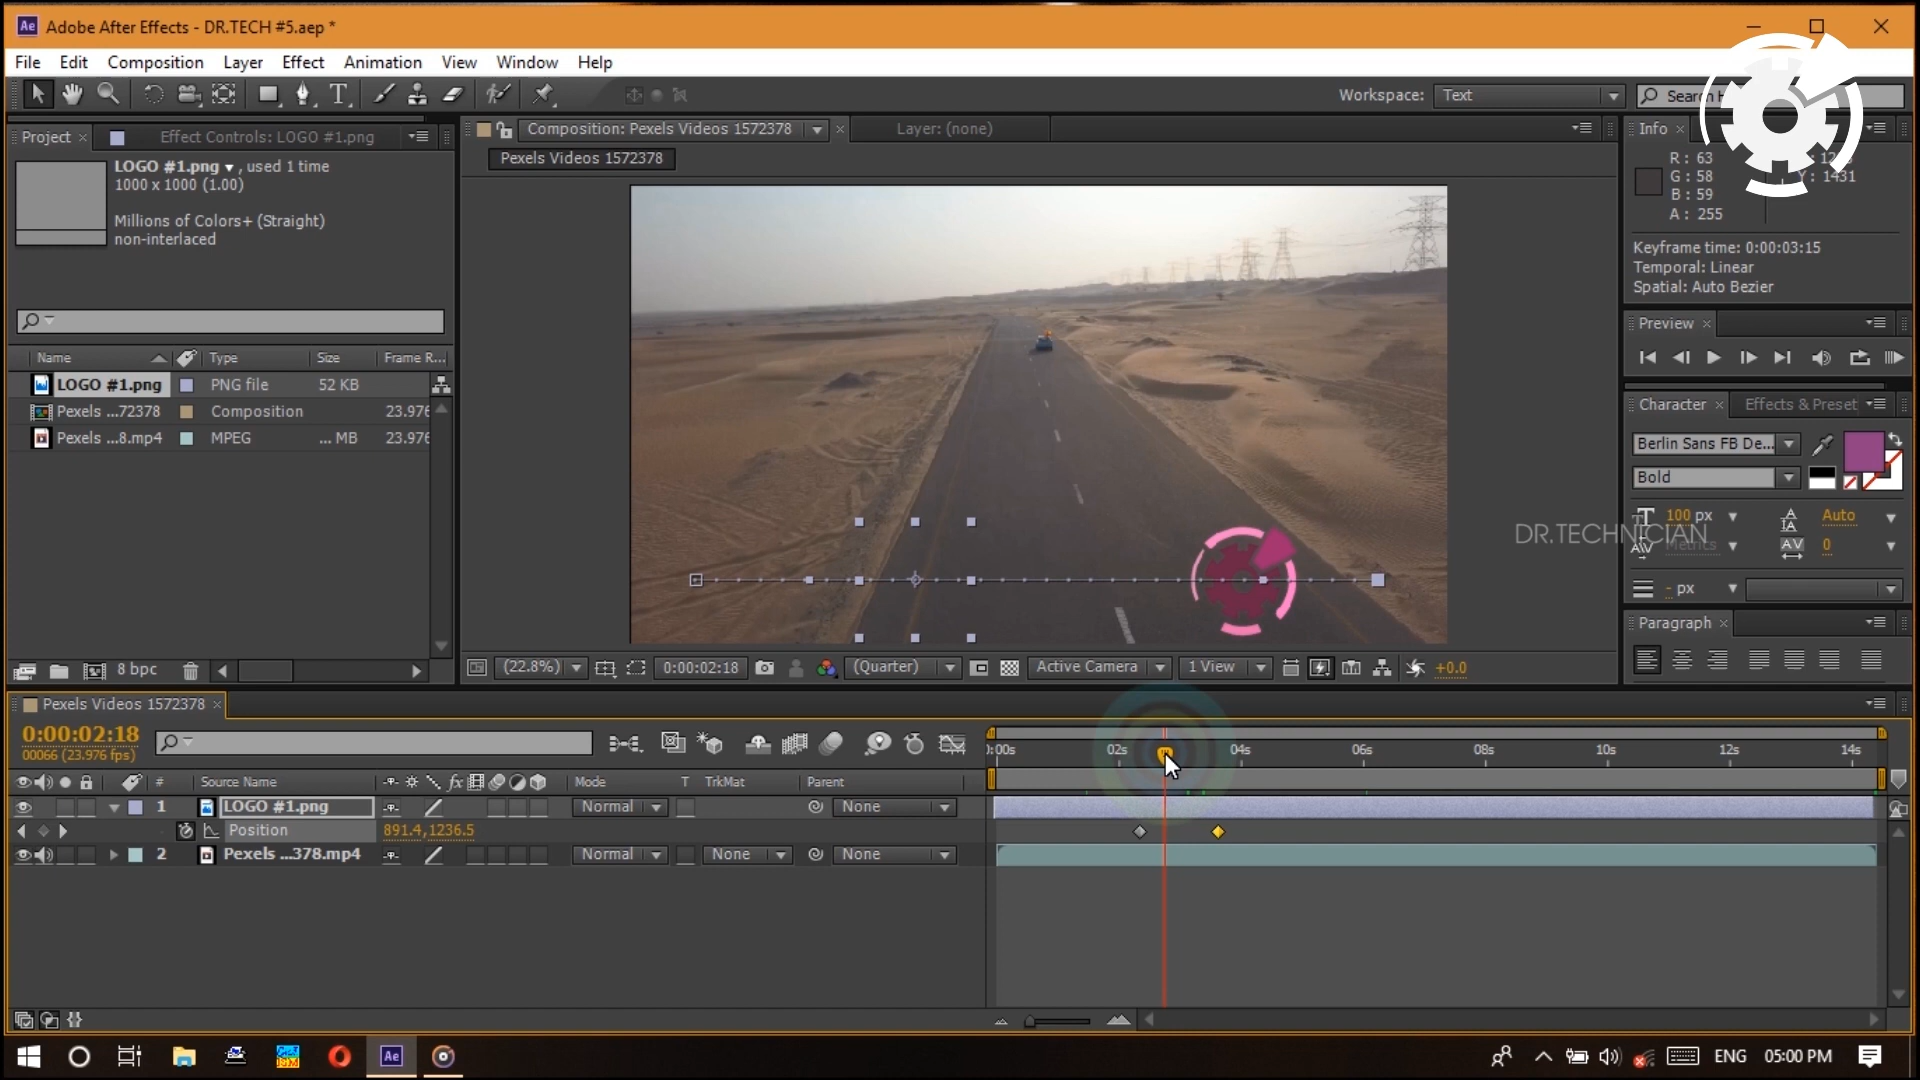 Adobe After Effects - DR.TECH #5.aep *
File Edit Composition Layer Effect Animation View Window Help
Workspace: Text Search
Project Effect Controls: LOGO #1.png
Composition: Pexels Videos 1572378 Layer: (none)
Info
LOGO #1.png , used 1 time
1000 x 1000 (1.00)
Millions of Colors+ (Straight)
non-interlaced
Pexels Videos 1572378
R: 63
G: 58
B: 59
A: 255
Y: 1431
Keyframe time: 0:00:03:15
Temporal: Linear
Spatial: Auto Bezier
Preview
Name Type Size Frame R...
LOGO #1.png PNG file 52 KB
Pexels ...72378 Composition 23.976
Pexels ...8.mp4 MPEG ... MB 23.976
Character Effects & Preset
Berlin Sans FB De...
Bold
100 px Auto
Metrics 0
DR.TECHNICIAN
- px
Paragraph
8 bpc
(22.8%) 0:00:02:18 (Quarter) Active Camera 1 View +0.0
Pexels Videos 1572378
0:00:02:18
00066 (23.976 fps)
):00s 02s 04s 06s 08s 10s 12s 14s
# Source Name fx Mode T TrkMat Parent
1 LOGO #1.png Normal None
Position 891.4,1236.5
2 Pexels ...378.mp4 Normal None None
Ae
ENG 05:00 PM